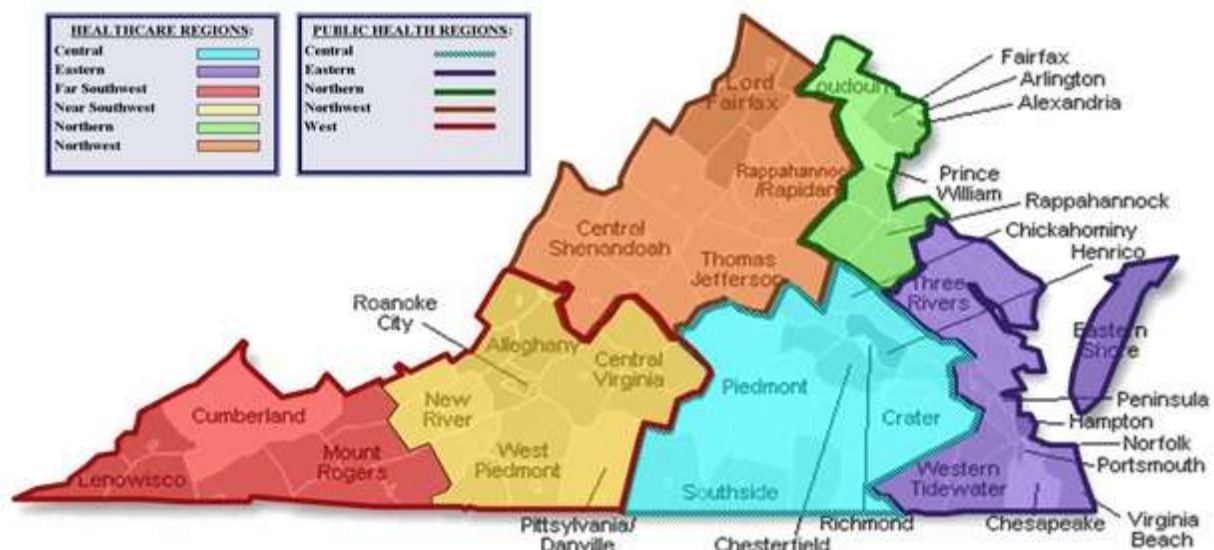 HEALTHCARE REGIONS:
Central
Eastern
Far Southwest
Near Southwest
Northern
Northwest
PUBLIC HEALTH REGIONS:
Central
Eastern
Northern
Northwest
West
Lord
Fairfax
Loudoun
Fairfax
Arlington
Alexandria
Rappahannock
/Rapidan
Prince
William
Rappahannock
Chickahominy
Henrico
Central
Shenandoah
Thomas
Jefferson
Three
Rivers
Eastern
Shore
Roanoke
City
Alleghany
Central
Virginia
Cumberland
New
River
Piedmont
Crater
Peninsula
Hampton
Norfolk
Portsmouth
Mount
Rogers
West
Piedmont
Lenowisco
Southside
Western
Tidewater
Pittsylvania/
Danville
Chesterfield
Richmond
Chesapeake
Virginia
Beach